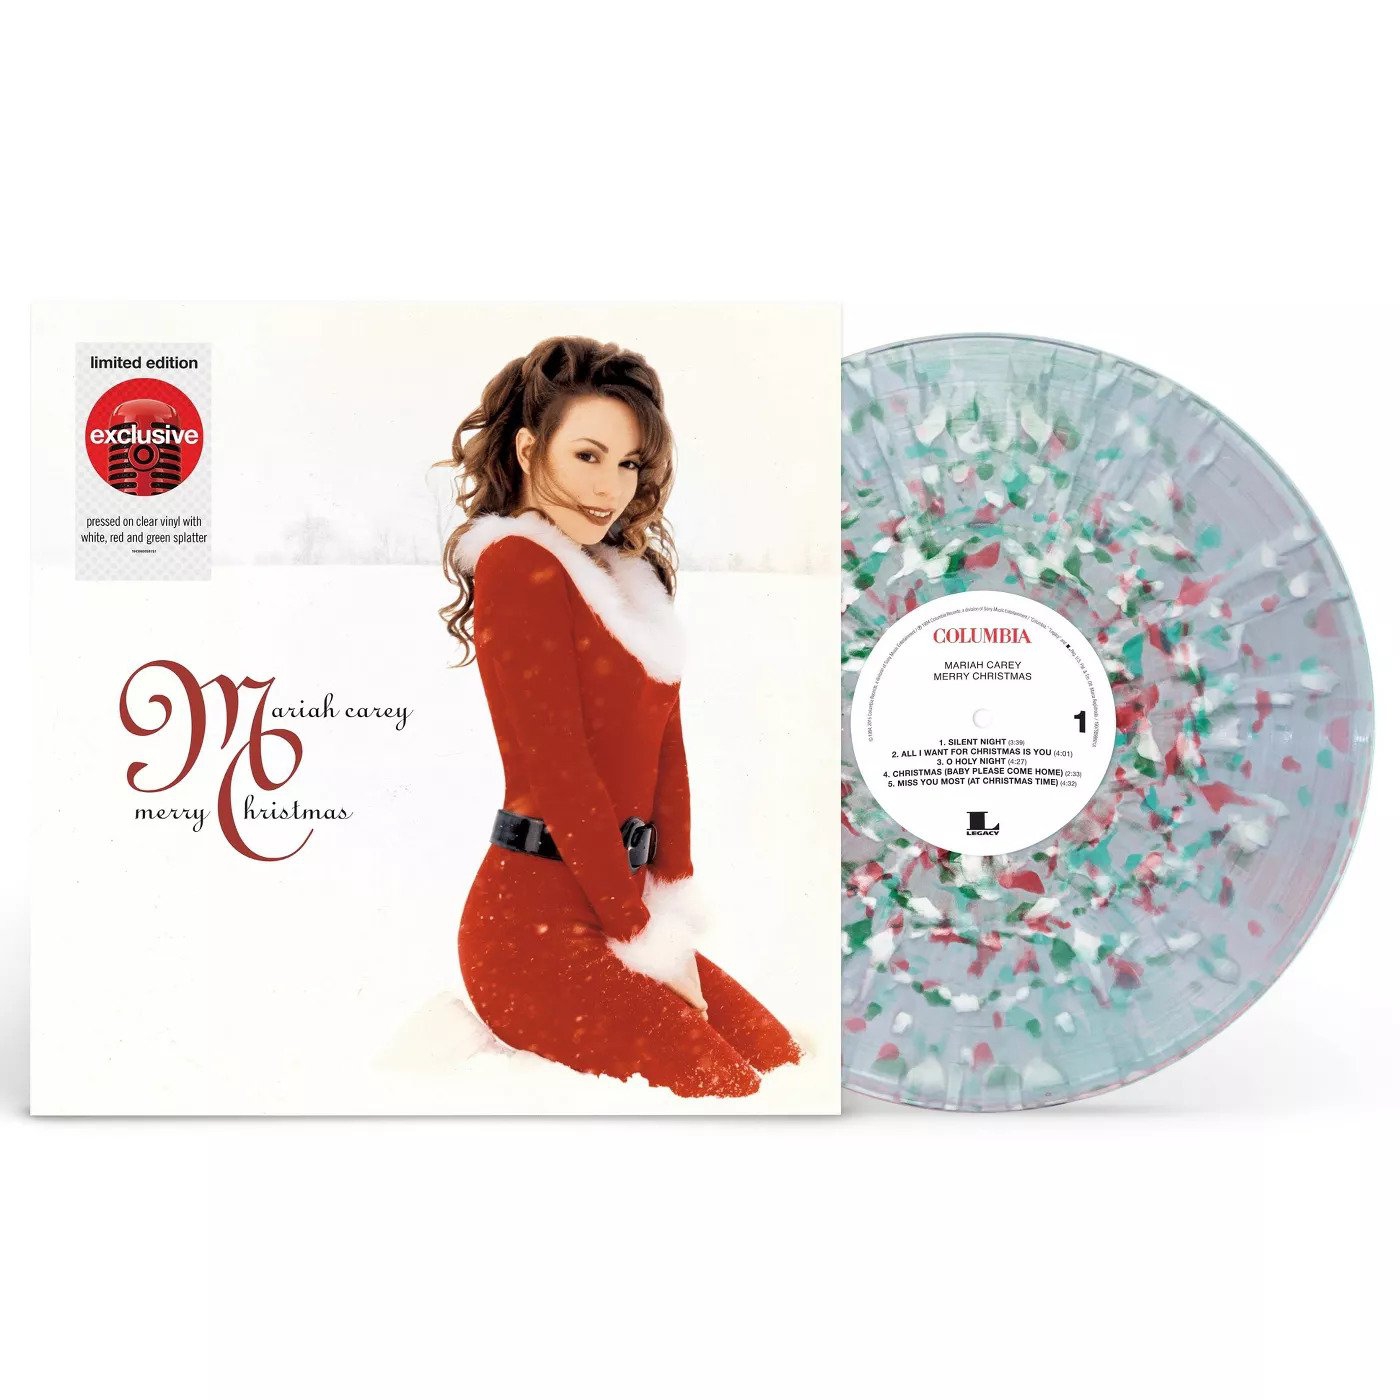 limited edition
exclusive
pressed on clear vinyl with
white, red and green splatter
Mariah carey
merry Christmas
COLUMBIA
MARIAH CAREY
MERRY CHRISTMAS
1
1. SILENT NIGHT (3:39)
2. ALL I WANT FOR CHRISTMAS IS YOU (4:01)
3. O HOLY NIGHT (4:27)
4. CHRISTMAS (BABY PLEASE COME HOME) (2:33)
5. MISS YOU MOST (AT CHRISTMAS TIME) (4:32)
L
LEGACY